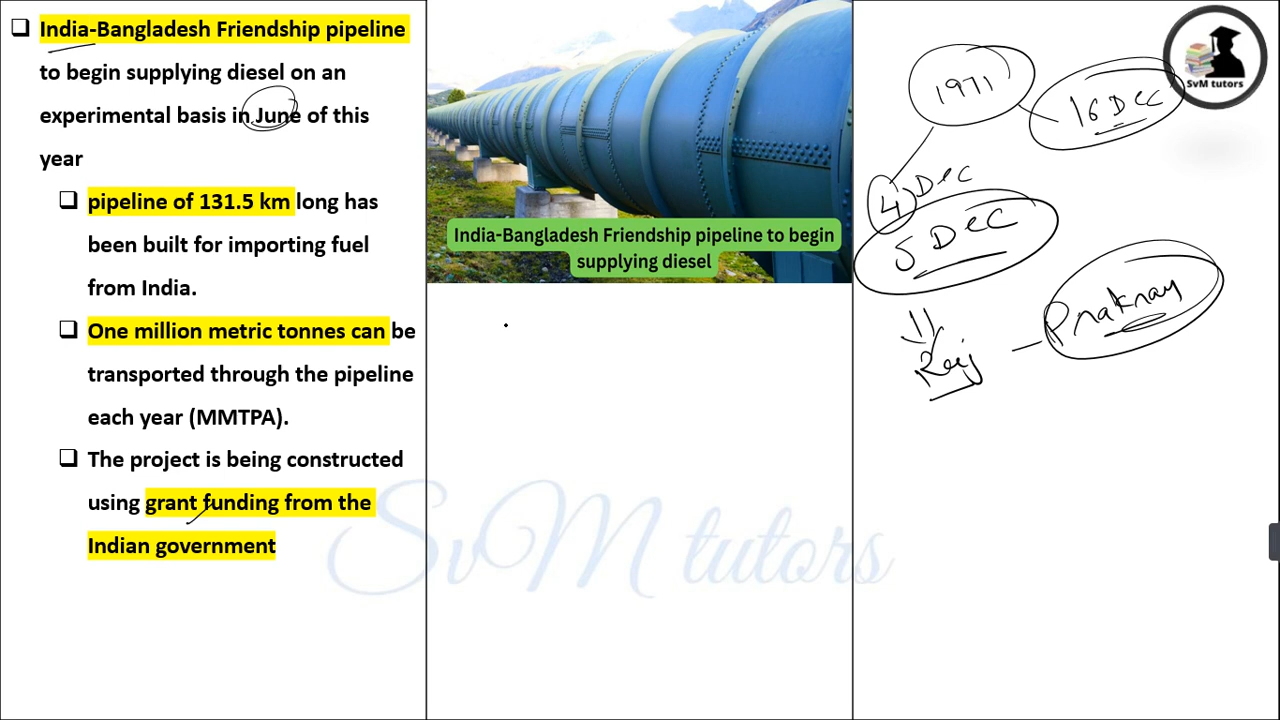 India-Bangladesh Friendship pipeline
to begin supplying diesel on an
experimental basis in June of this
year
pipeline of 131.5 km long has
been built for importing fuel
from India.
One million metric tonnes can be
transported through the pipeline
each year (MMTPA).
The project is being constructed
using grant funding from the
Indian government
India-Bangladesh Friendship pipeline to begin
supplying diesel
SvM tutors
1971
16 Dec
4 Dec
5 Dec
SvM tutors